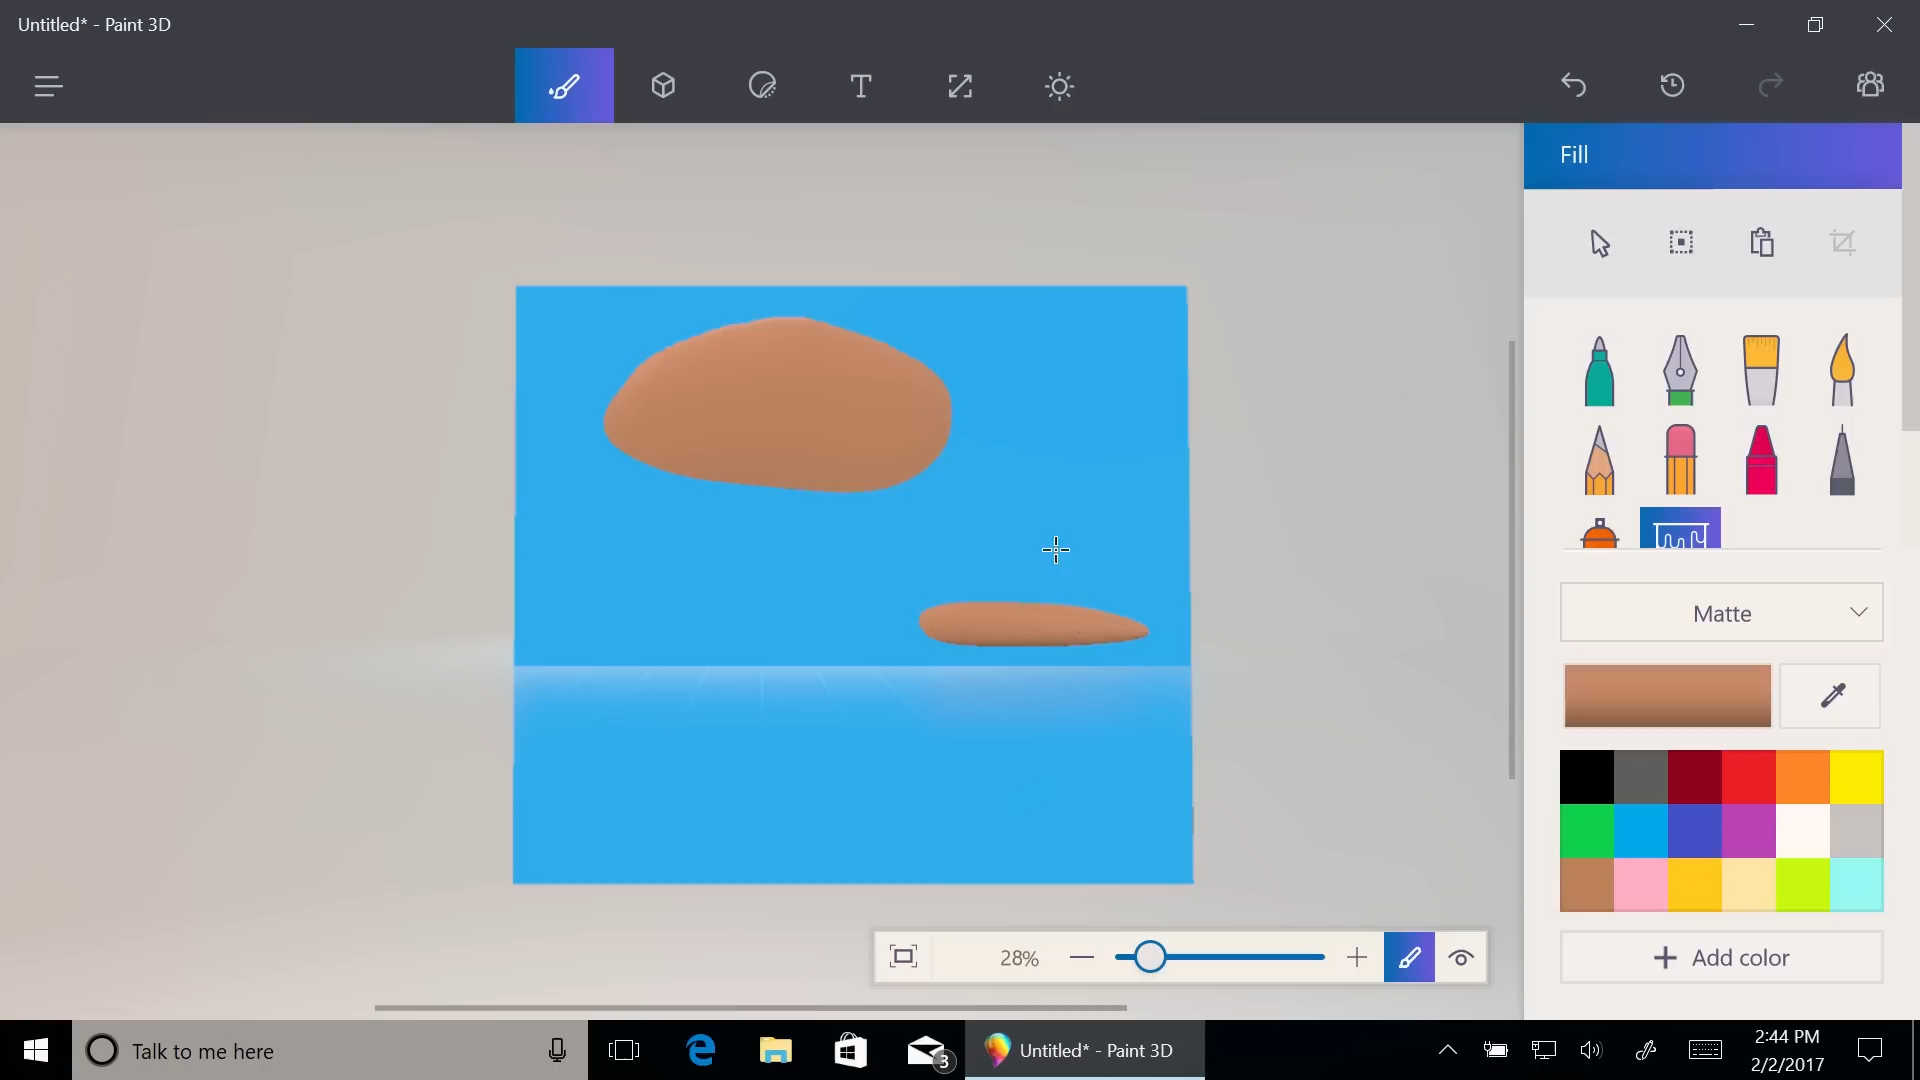 Untitled* - Paint 3D
Fill
Matte
28%
Add color
Talk to me here
3
Untitled* - Paint 3D
2:44 PM
2/2/2017